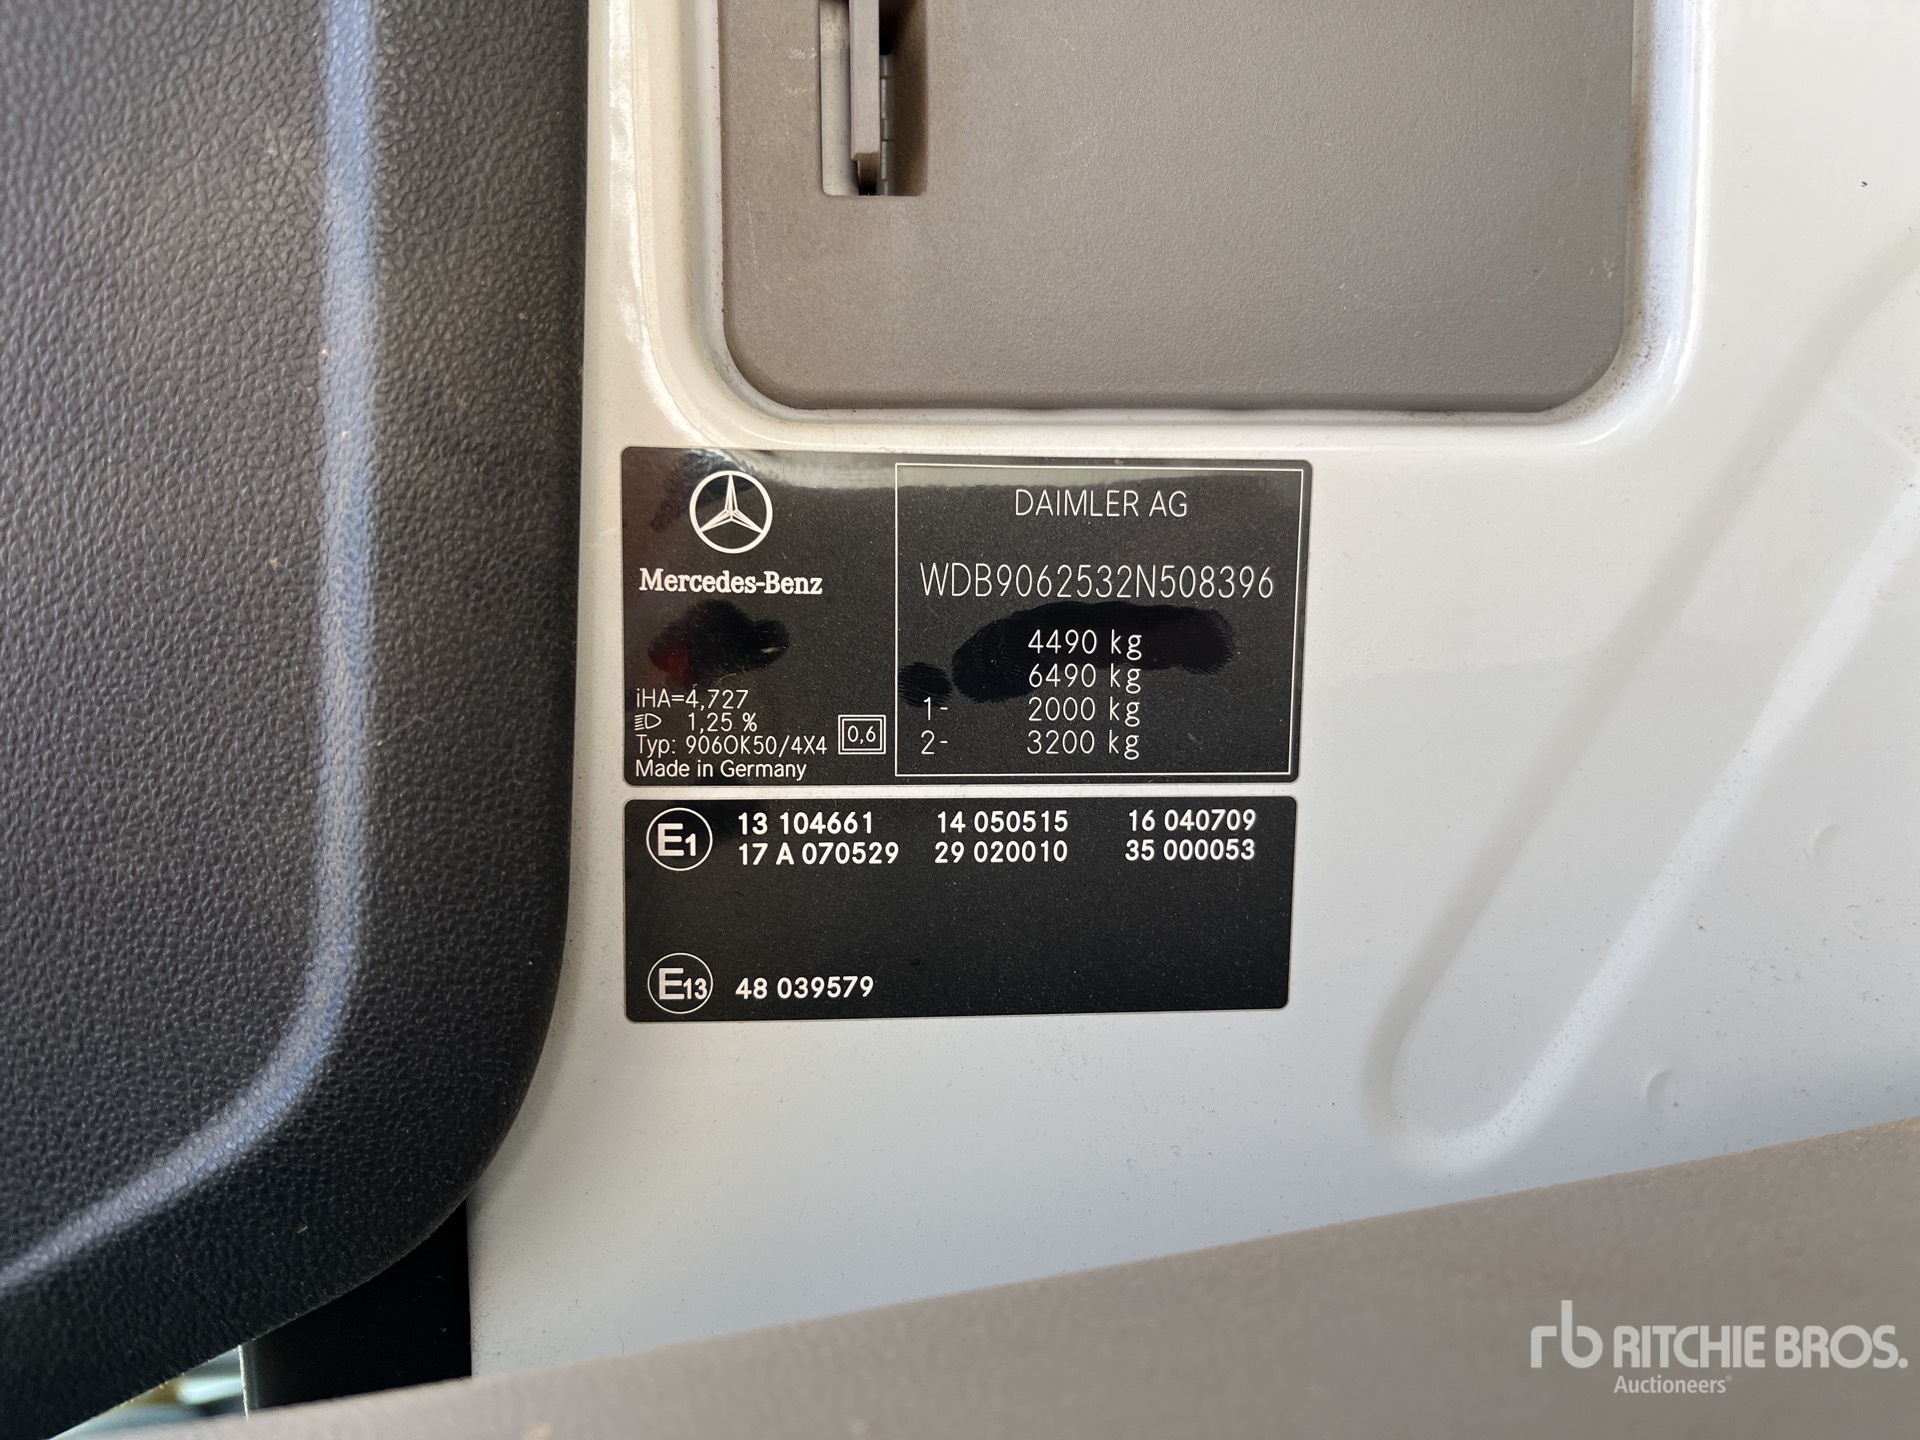 Mercedes-Benz
iHA=4,727
1,25 %
Typ: 906OK50/4X4
0,6
Made in Germany
DAIMLER AG
WDB9062532N508396
4490 kg
6490 kg
1- 2000 kg
2- 3200 kg
E1 13 104661 14 050515 16 040709
17 A 070529 29 020010 35 000053
E13 48 039579
rb RITCHIE BROS.
Auctioneers